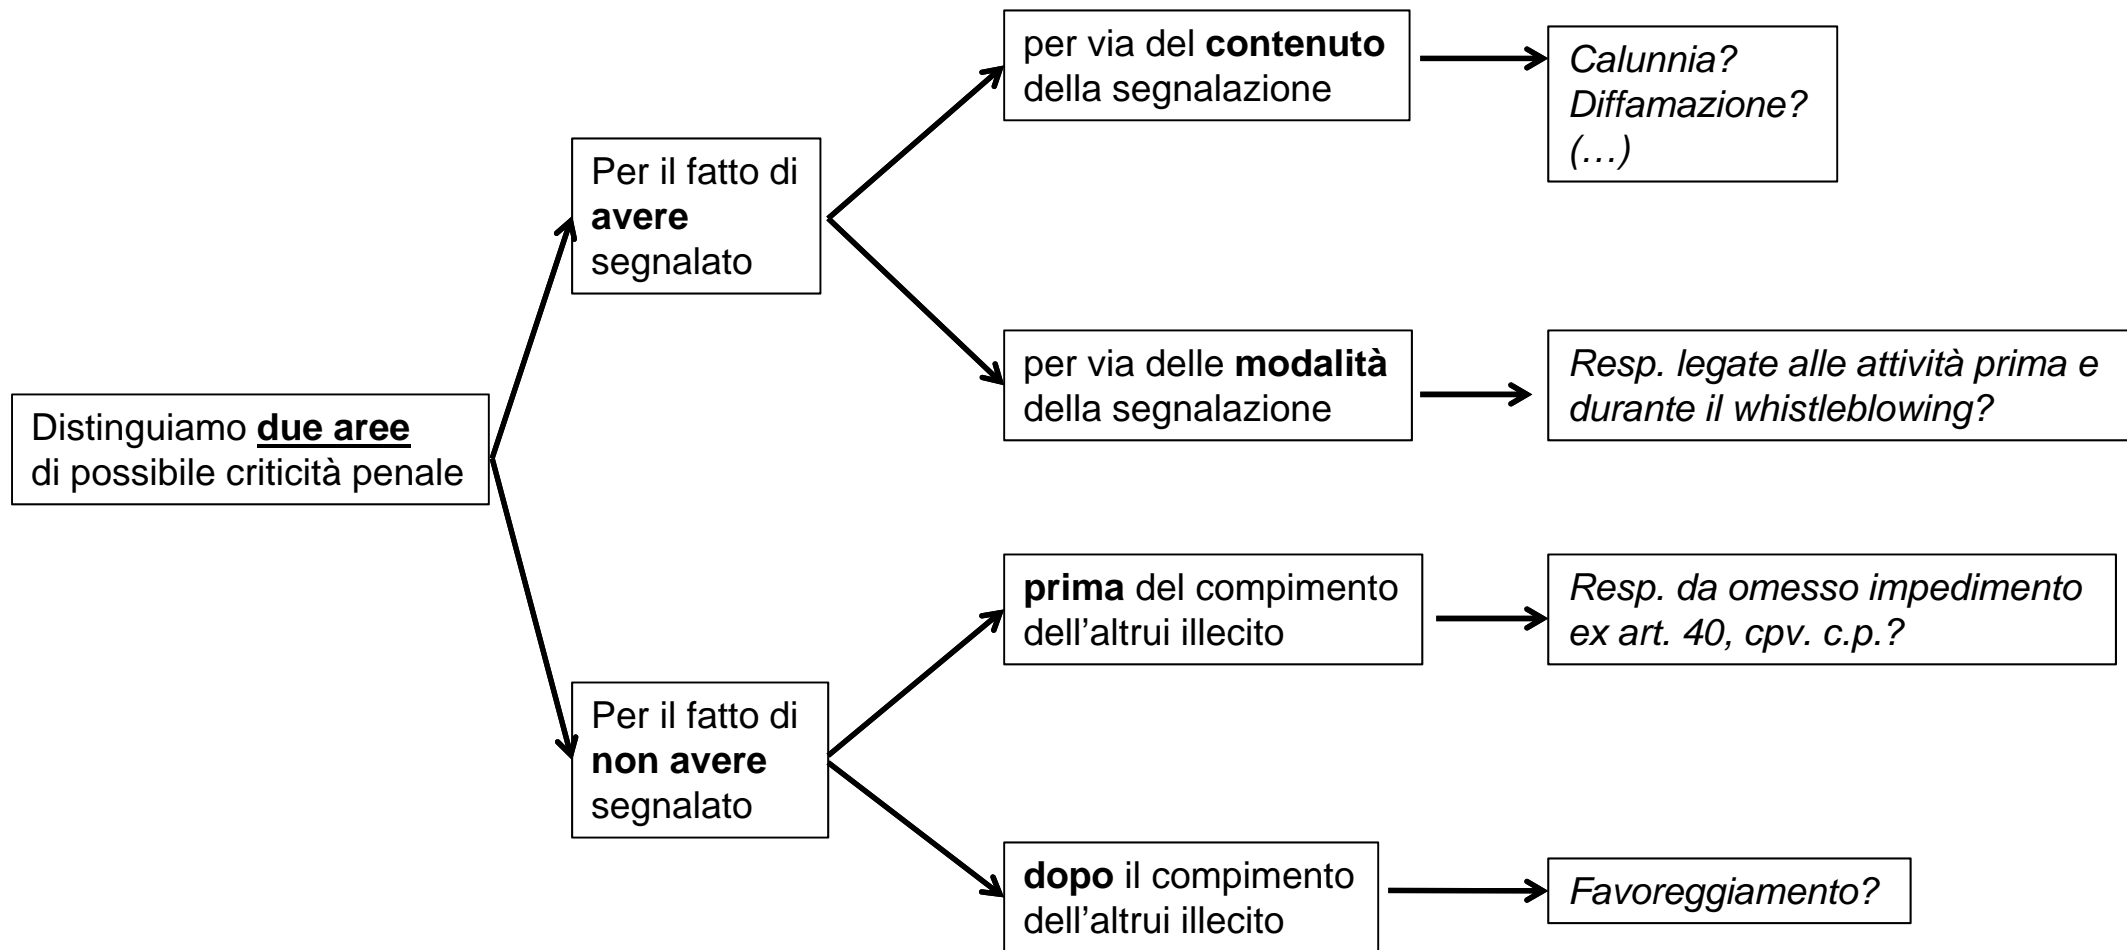 Distinguiamo due aree
di possibile criticità penale
Per il fatto di
avere
segnalato
per via del contenuto
della segnalazione
Calunnia?
Diffamazione?
(…)
per via delle modalità
della segnalazione
Resp. legate alle attività prima e
durante il whistleblowing?
Per il fatto di
non avere
segnalato
prima del compimento
dell’altrui illecito
Resp. da omesso impedimento
ex art. 40, cpv. c.p.?
dopo il compimento
dell’altrui illecito
Favoreggiamento?